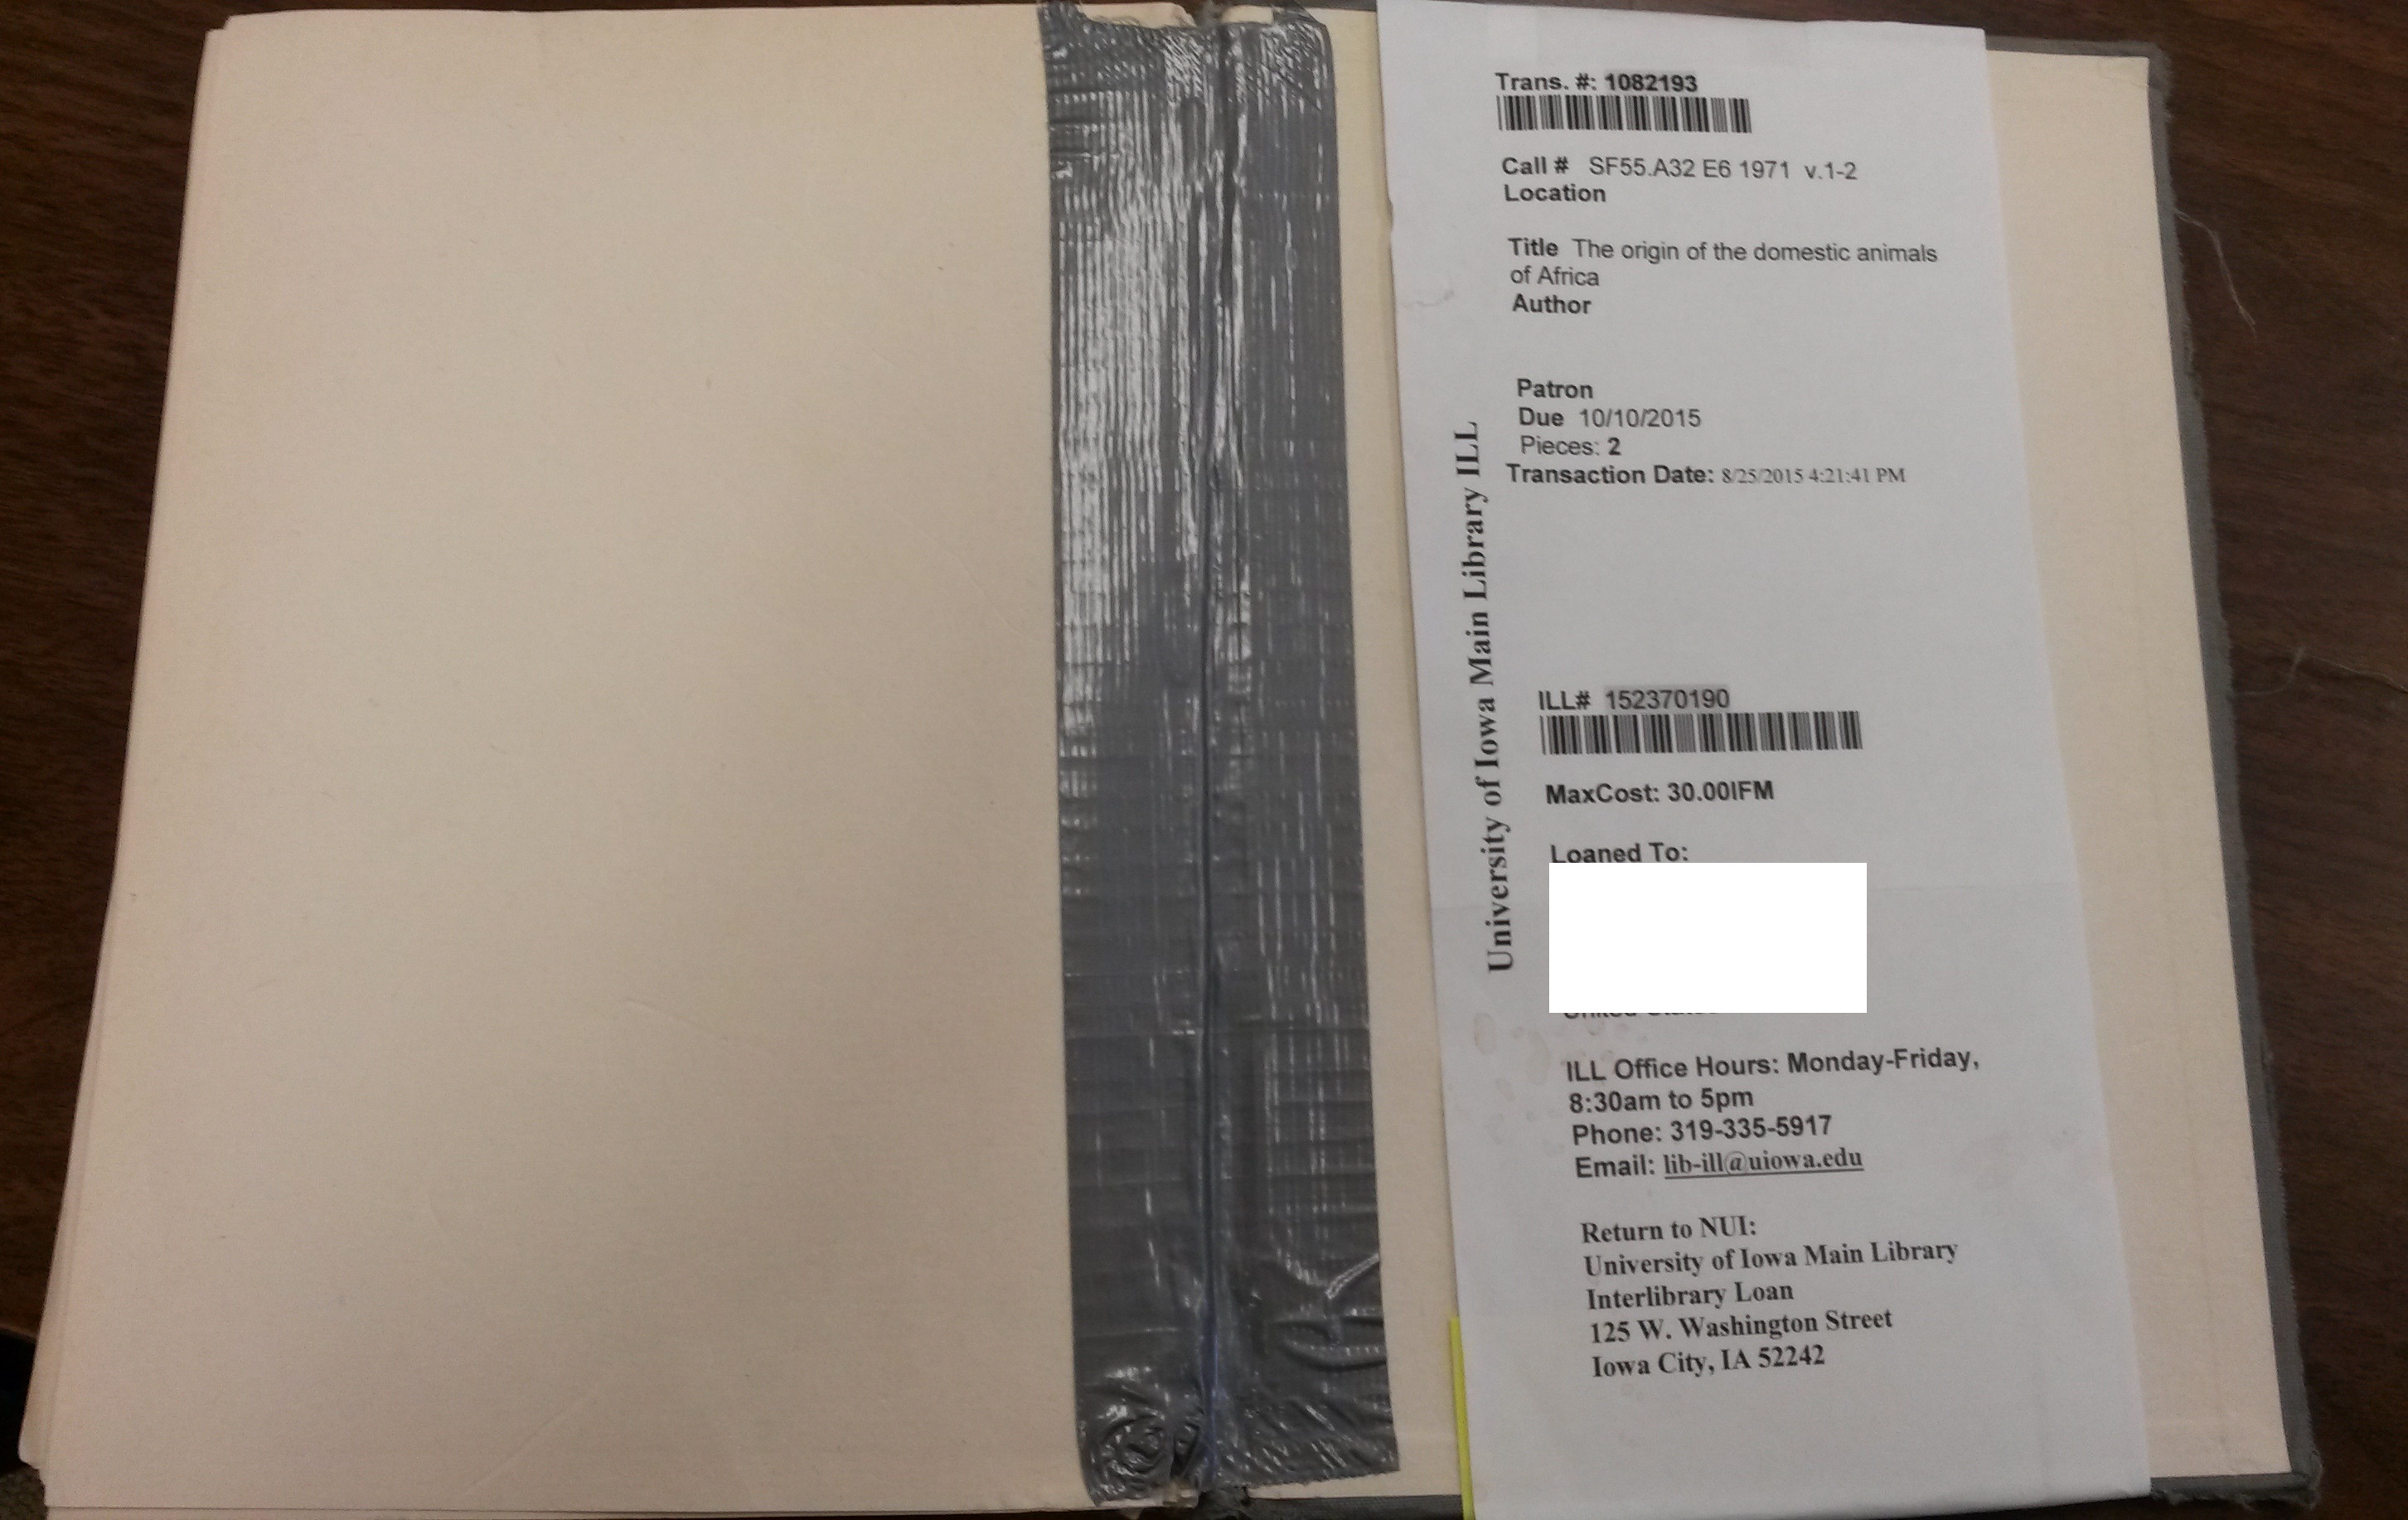 Trans. #: 1082193
Call # SF55.A32 E6 1971 v.1-2
Location
Title The origin of the domestic animals
of Africa
Author
Patron
Due 10/10/2015
Pieces: 2
Transaction Date: 8/25/2015 4:21:41 PM
University of Iowa Main Library ILL
ILL# 152370190
MaxCost: 30.00IFM
Loaned To:
United States
ILL Office Hours: Monday-Friday,
8:30am to 5pm
Phone: 319-335-5917
Email: lib-ill@uiowa.edu
Return to NUI:
University of Iowa Main Library
Interlibrary Loan
125 W. Washington Street
Iowa City, IA 52242